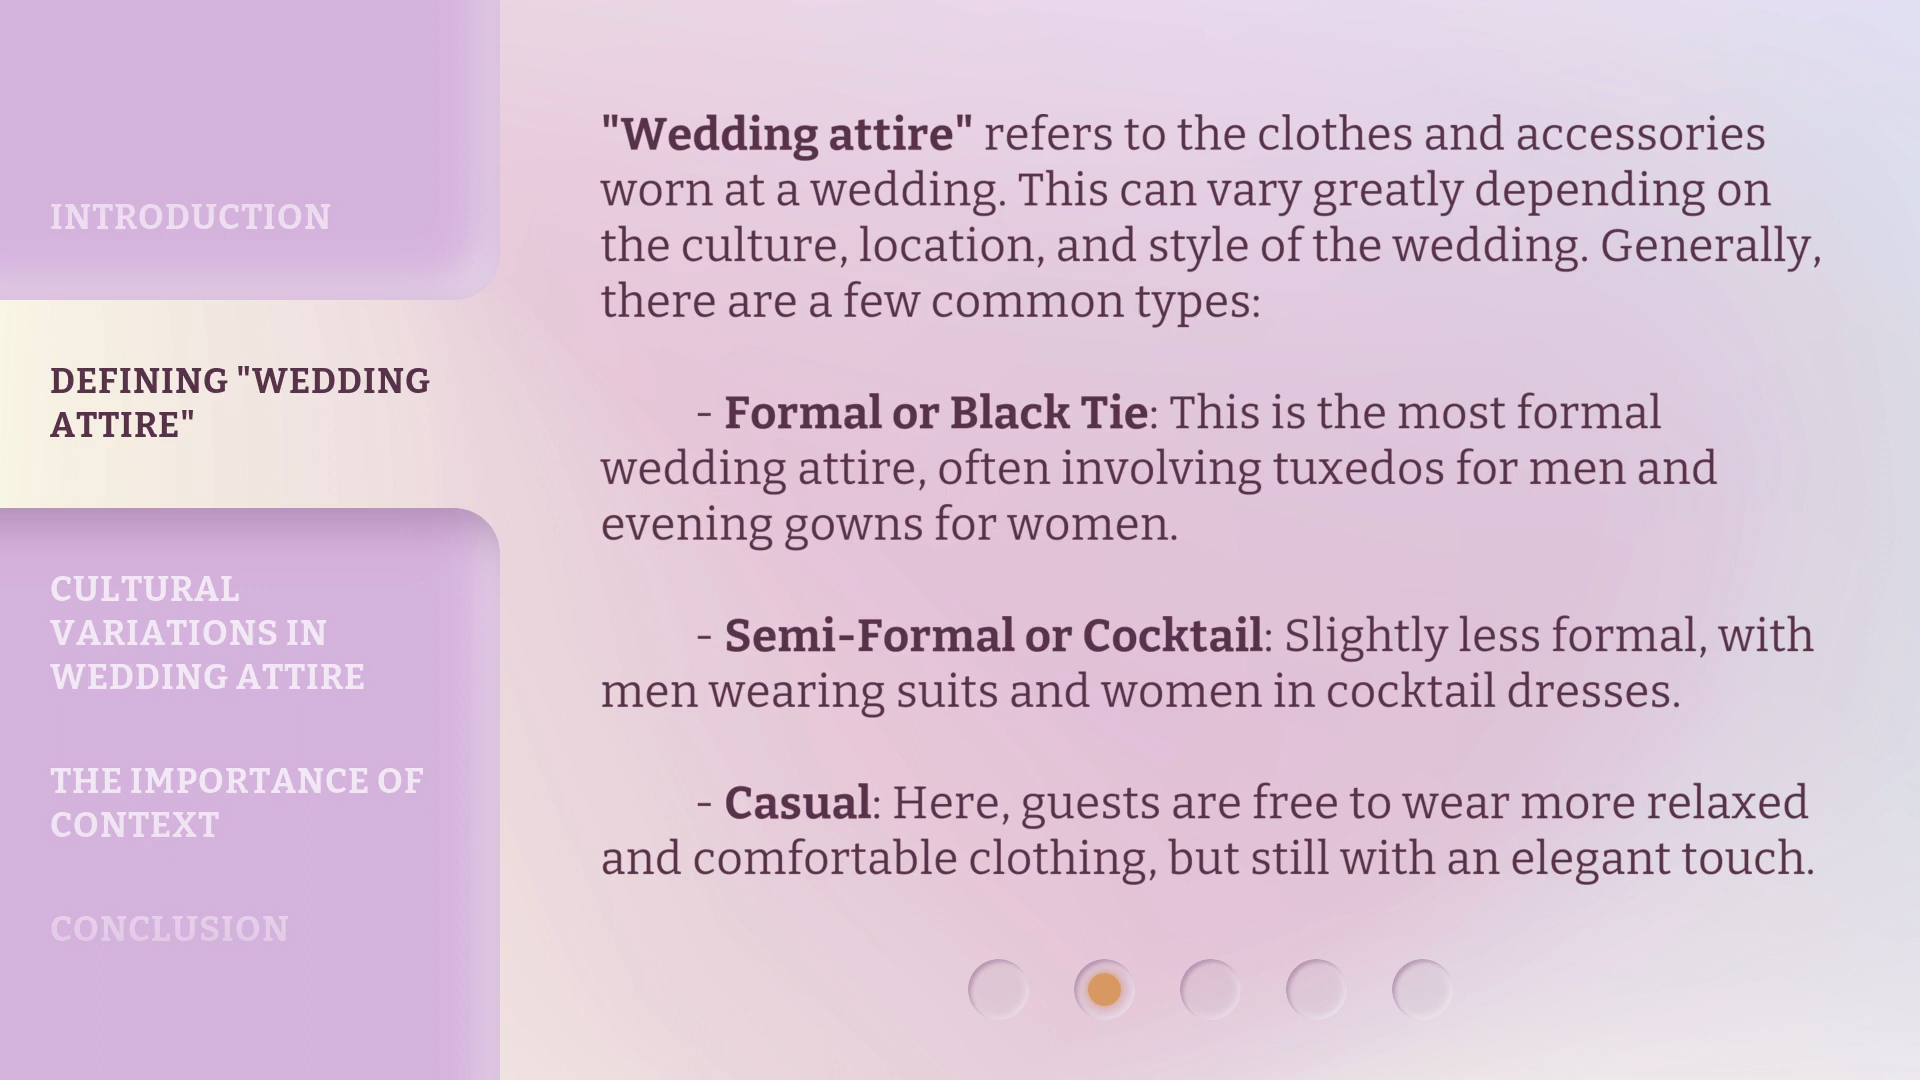 INTRODUCTION
DEFINING "WEDDING
ATTIRE"
CULTURAL
VARIATIONS IN
WEDDING ATTIRE
THE IMPORTANCE OF
CONTEXT
CONCLUSION
"Wedding attire" refers to the clothes and accessories
worn at a wedding. This can vary greatly depending on
the culture, location, and style of the wedding. Generally,
there are a few common types:
- Formal or Black Tie: This is the most formal
wedding attire, often involving tuxedos for men and
evening gowns for women.
- Semi-Formal or Cocktail: Slightly less formal, with
men wearing suits and women in cocktail dresses.
- Casual: Here, guests are free to wear more relaxed
and comfortable clothing, but still with an elegant touch.